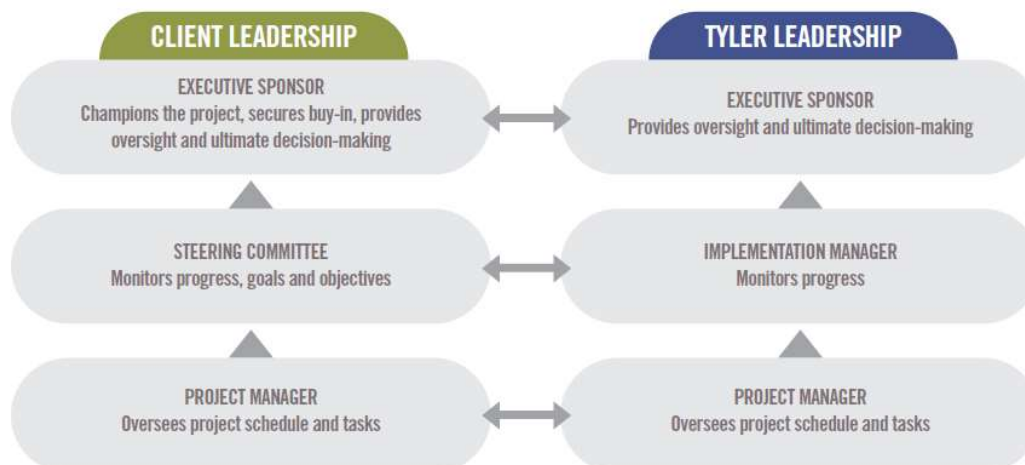 CLIENT LEADERSHIP
EXECUTIVE SPONSOR
Champions the project, secures buy-in, provides
oversight and ultimate decision-making
STEERING COMMITTEE
Monitors progress, goals and objectives
PROJECT MANAGER
Oversees project schedule and tasks
TYLER LEADERSHIP
EXECUTIVE SPONSOR
Provides oversight and ultimate decision-making
IMPLEMENTATION MANAGER
Monitors progress
PROJECT MANAGER
Oversees project schedule and tasks